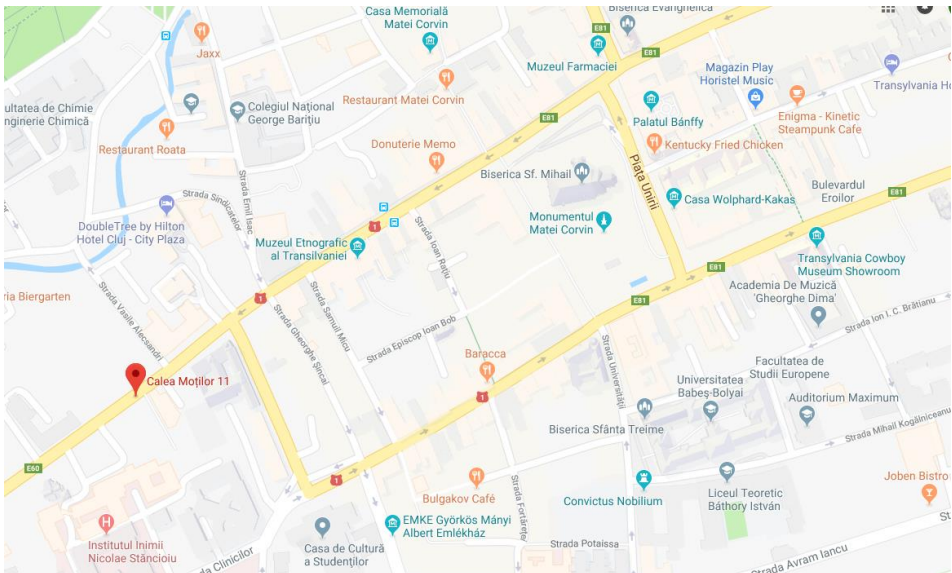 Casa Memorială
Matei Corvin
Biserica Evanghelică
Jaxx
E81
E81
Muzeul Farmaciei
Magazin Play
Horistel Music
Transylvania Ho
ultatea de Chimie
nginerie Chimică
Colegiul Național
George Barițiu
Restaurant Matei Corvin
E81
Palatul Bánffy
Enigma - Kinetic
Steampunk Cafe
Restaurant Roata
Donuterie Memo
Kentucky Fried Chicken
Biserica Sf. Mihail
Piața Unirii
Strada Emil Isac
Strada Sindicatelor
Casa Wolphard-Kakas
Bulevardul
Eroilor
E81
DoubleTree by Hilton
Hotel Cluj - City Plaza
Muzeul Etnografic
al Transilvaniei
1
Strada Ioan Rațiu
Monumentul
Matei Corvin
Transylvania Cowboy
Museum Showroom
E81
Academia De Muzică
'Gheorghe Dima'
ria Biergarten
1
E81
Strada Vasile Alecsandri
Strada Gheorghe Șincai
Strada Samuil Micu
Strada Episcop Ioan Bob
Strada Ion I. C. Brătianu
Baracca
Strada Universității
Calea Moților 11
1
Facultatea de
Studii Europene
Universitatea
Babeș-Bolyai
Auditorium Maximum
Biserica Sfânta Treime
Strada Mihail Kogălniceanu
E60
1
Bulgakov Café
Convictus Nobilium
Liceul Teoretic
Báthory István
Joben Bistro
Institutul Inimii
Nicolae Stăncioiu
Casa de Cultură
a Studenților
EMKE Györkös Mányi
Albert Emlékház
Strada Potaissa
a Clinicilor
St
Strada Avram Iancu